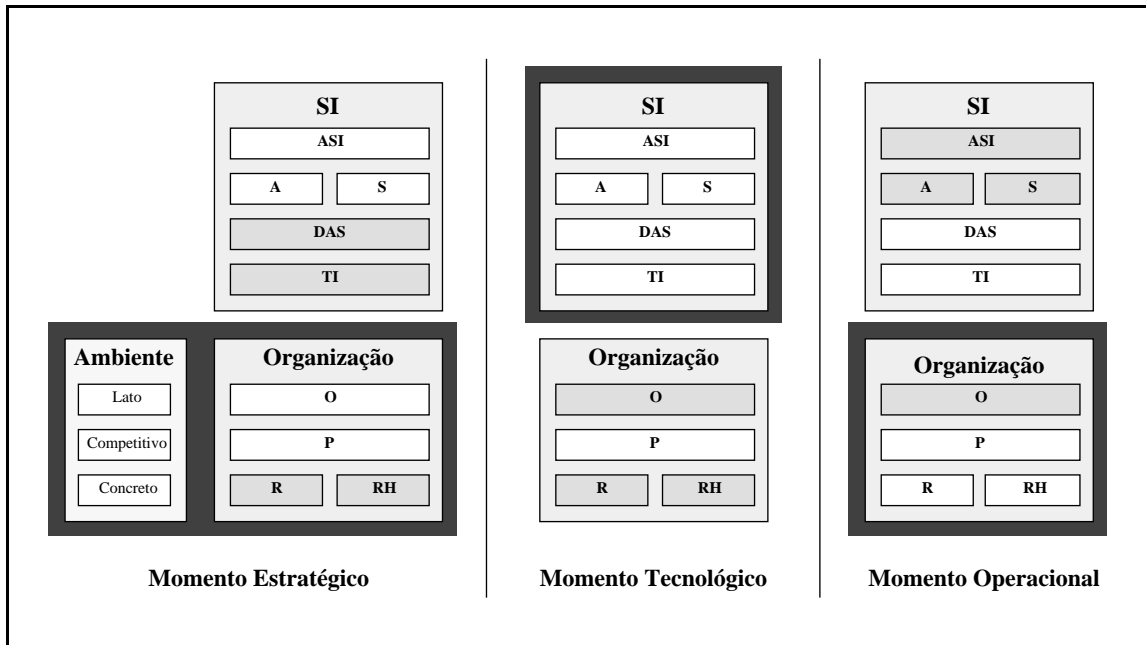 SI
ASI
A
S
DAS
TI
Ambiente
Lato
Competitivo
Concreto
Organização
O
P
R
RH
Momento Estratégico
SI
ASI
A
S
DAS
TI
Organização
O
P
R
RH
Momento Tecnológico
SI
ASI
A
S
DAS
TI
Organização
O
P
R
RH
Momento Operacional